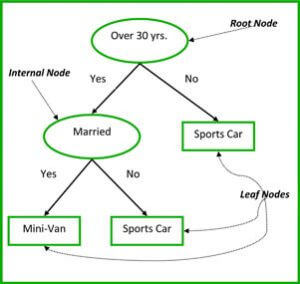 Root Node
Over 30 yrs.
Internal Node
Yes
No
Married
Sports Car
Yes
No
Leaf Nodes
Mini-Van
Sports Car